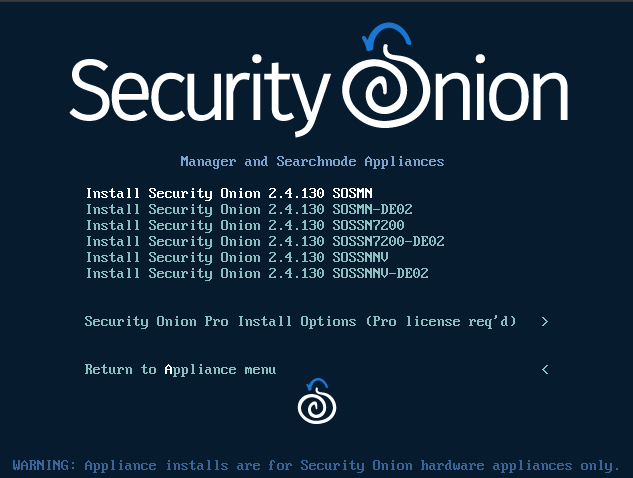 Security Onion
Manager and Searchnode Appliances
Install Security Onion 2.4.130 SOSMN
Install Security Onion 2.4.130 SOSMN-DE02
Install Security Onion 2.4.130 SOSSN7200
Install Security Onion 2.4.130 SOSSN7200-DE02
Install Security Onion 2.4.130 SOSSNNV
Install Security Onion 2.4.130 SOSSNNV-DE02
Security Onion Pro Install Options (Pro license req'd) >
Return to Appliance menu <
WARNING: Appliance installs are for Security Onion hardware appliances only.